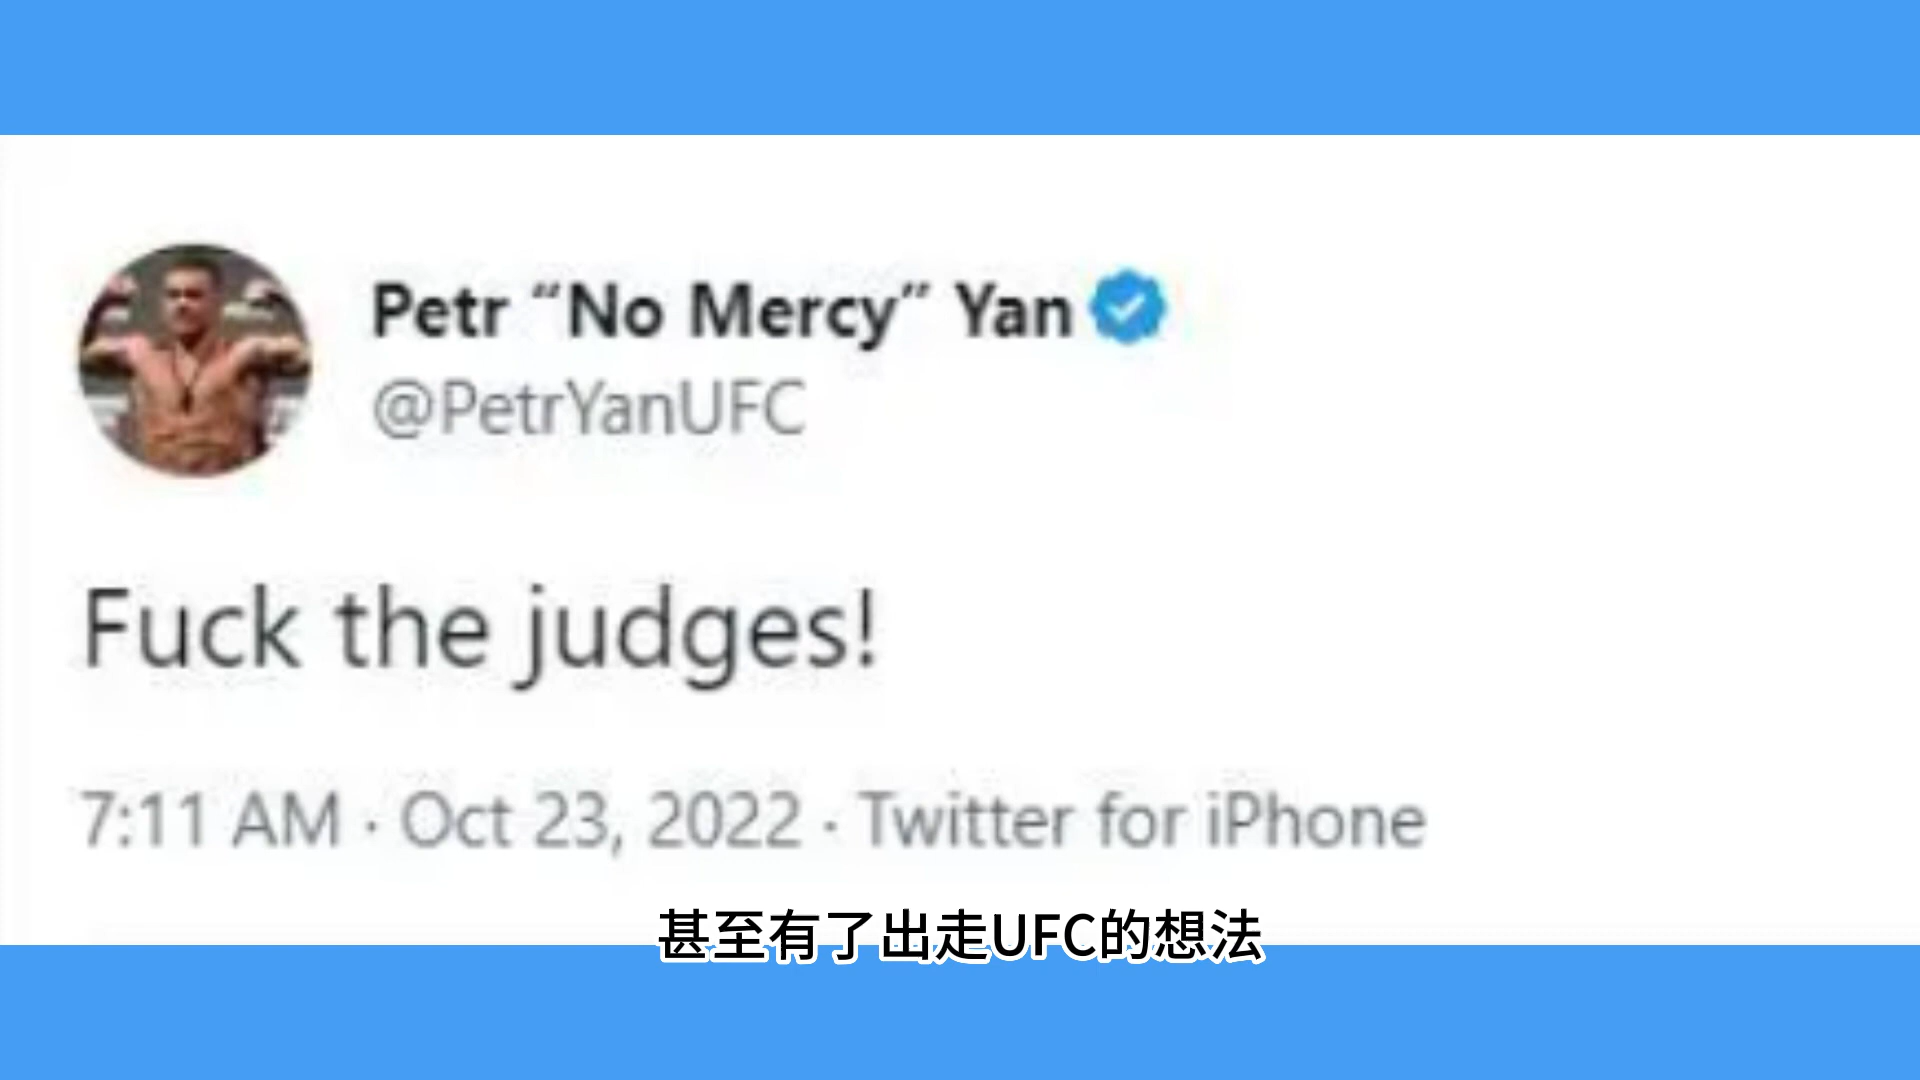 Petr “No Mercy” Yan
@PetrYanUFC
Fuck the judges!
7:11 AM · Oct 23, 2022 · Twitter for iPhone
甚至有了出走UFC的想法